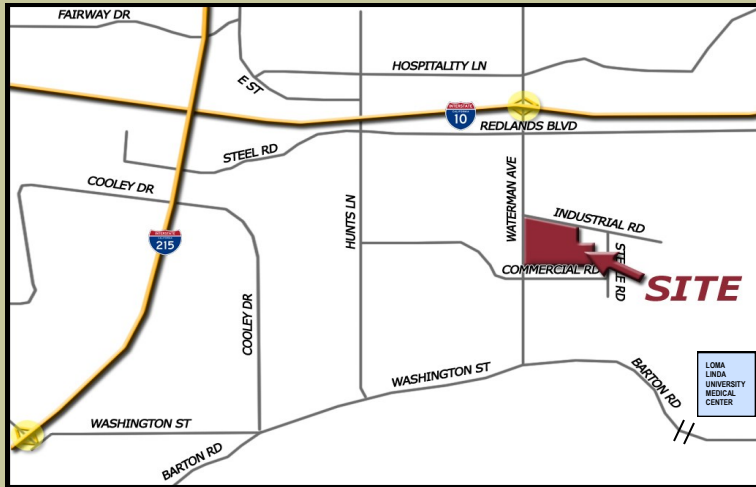 FAIRWAY DR
E ST
HOSPITALITY LN
INTERSTATE
CALIFORNIA
10
REDLANDS BLVD
STEEL RD
COOLEY DR
HUNTS LN
WATERMAN AVE
INDUSTRIAL RD
INTERSTATE
CALIFORNIA
215
COMMERCIAL RD
SITE
COOLEY DR
WASHINGTON ST
BARTON RD
LOMA
LINDA
UNIVERSITY
MEDICAL
CENTER
WASHINGTON ST
BARTON RD